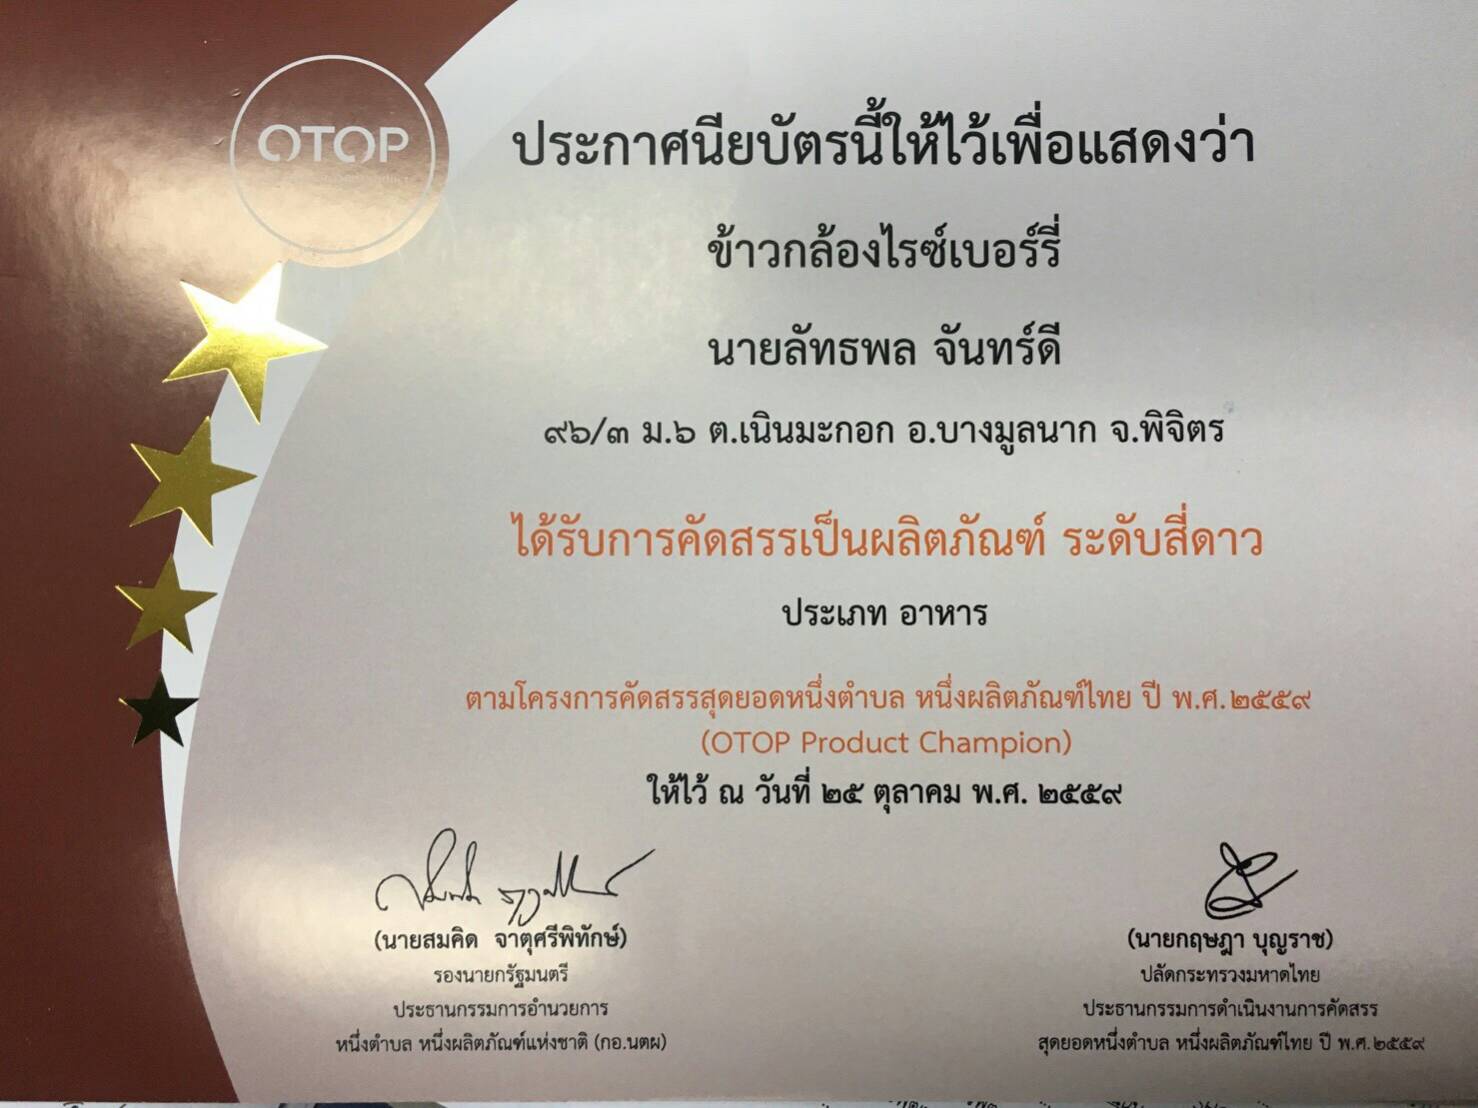 OTOP
ประกาศนียบัตรนี้ให้ไว้เพื่อแสดงว่า
ข้าวกล้องไรซ์เบอร์รี่
นายลัทธพล จันทร์ดี
๙๖/๓ ม.๖ ต.เนินมะกอก อ.บางมูลนาก จ.พิจิตร
ได้รับการคัดสรรเป็นผลิตภัณฑ์ ระดับสี่ดาว
ประเภท อาหาร
ตามโครงการคัดสรรสุดยอดหนึ่งตำบล หนึ่งผลิตภัณฑ์ไทย ปี พ.ศ.๒๕๕๙
(OTOP Product Champion)
ให้ไว้ ณ วันที่ ๒๕ ตุลาคม พ.ศ. ๒๕๕๙
(นายสมคิด จาตุศรีพิทักษ์)
รองนายกรัฐมนตรี
ประธานกรรมการอำนวยการ
หนึ่งตำบล หนึ่งผลิตภัณฑ์แห่งชาติ (กอ.นตผ)
(นายกฤษฎา บุญราช)
ปลัดกระทรวงมหาดไทย
ประธานกรรมการดำเนินงานการคัดสรร
สุดยอดหนึ่งตำบล หนึ่งผลิตภัณฑ์ไทย ปี พ.ศ.๒๕๕๙